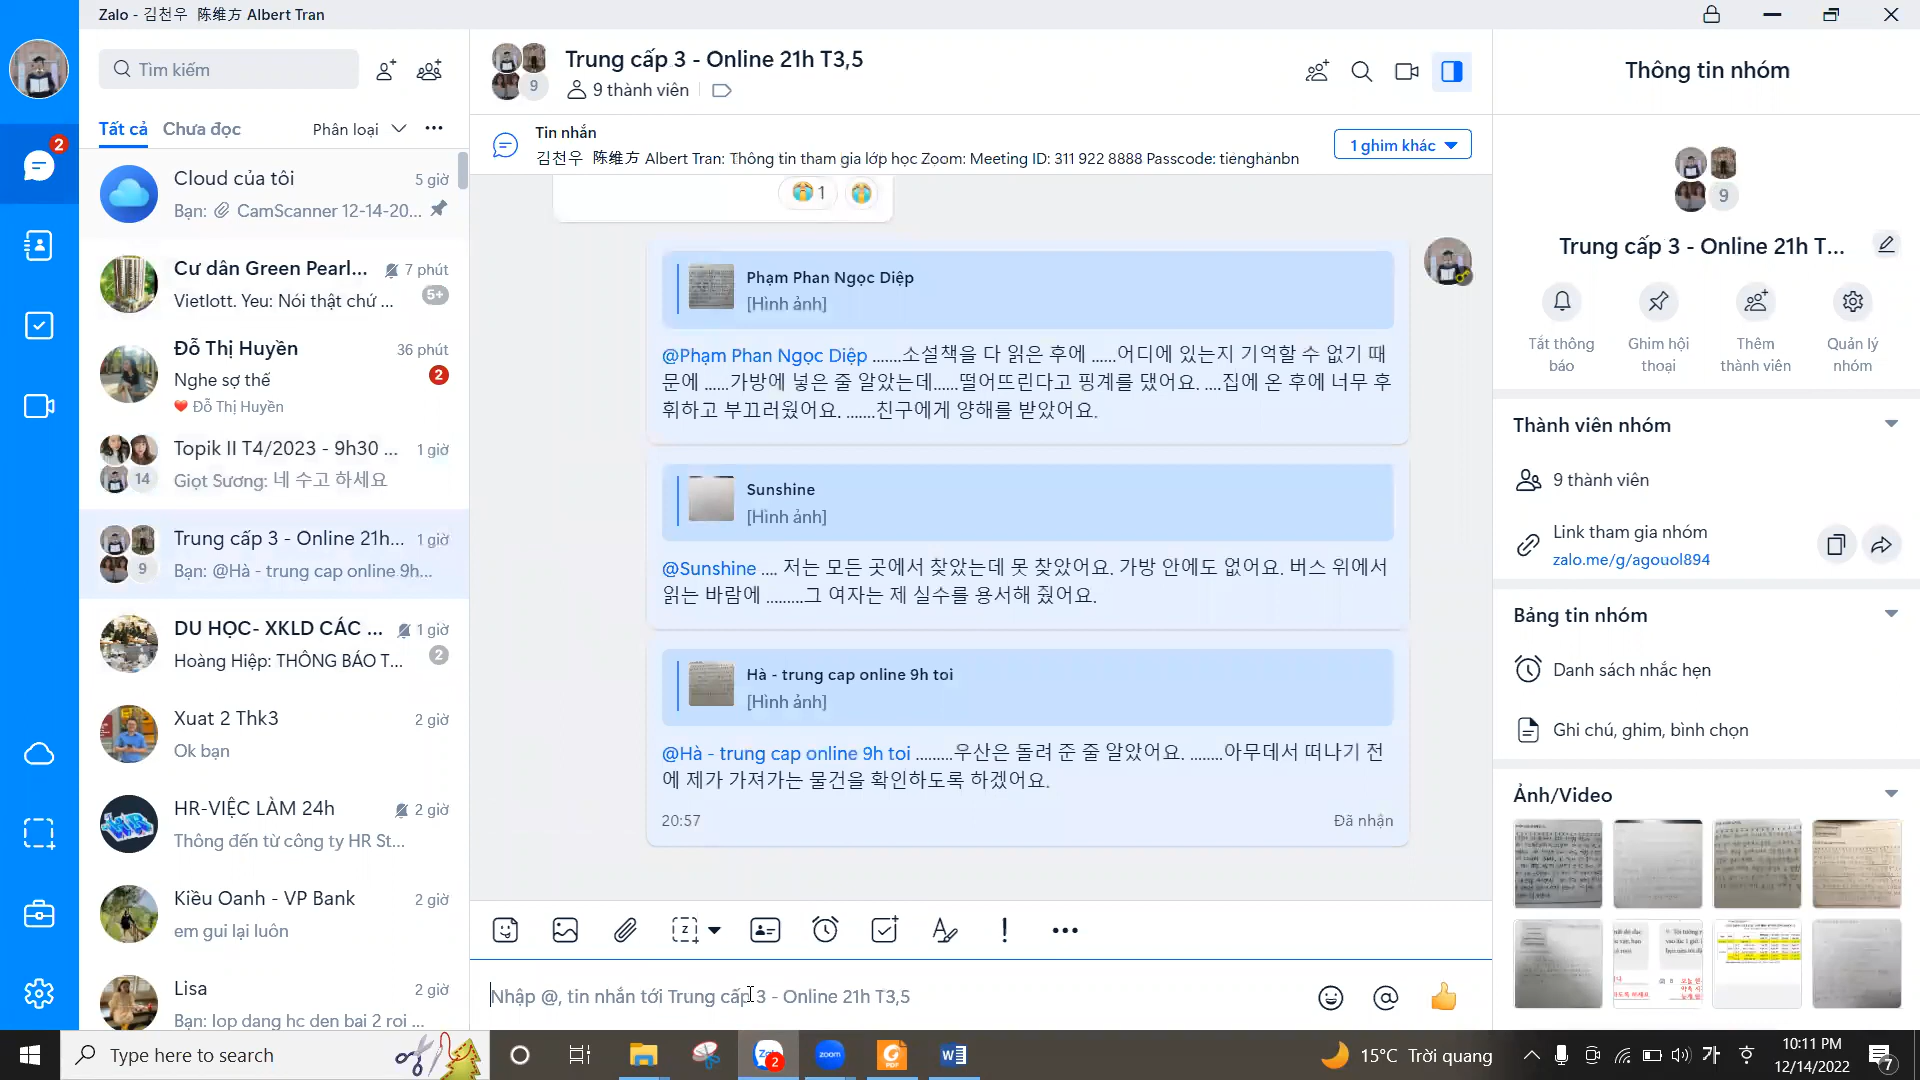 Zalo - 김천우 陈维方 Albert Tran
Tìm kiếm
Tất cả
Chưa đọc
Phân loại
2
Cloud của tôi
5 giờ
Bạn: CamScanner 12-14-20...
Cư dân Green Pearl...
7 phút
Vietlott. Yeu: Nói thật chứ ...
5+
Đỗ Thị Huyền
36 phút
Nghe sợ thế
2
Đỗ Thị Huyền
Topik II T4/2023 - 9h30 ...
1 giờ
14
Giọt Sương: 네 수고 하세요
Trung cấp 3 - Online 21h...
1 giờ
9
Bạn: @Hà - trung cap online 9h...
DU HỌC- XKLD CÁC ...
1 giờ
Hoàng Hiệp: THÔNG BÁO T...
2
Xuat 2 Thk3
2 giờ
Ok bạn
HR-VIỆC LÀM 24h
2 giờ
Thông đến từ công ty HR St...
Kiều Oanh - VP Bank
2 giờ
em gui lại luôn
Lisa
2 giờ
Bạn: lop dang hc den bai 2 roi ...
9
Trung cấp 3 - Online 21h T3,5
9 thành viên
Tin nhắn
김천우 陈维方 Albert Tran: Thông tin tham gia lớp học Zoom: Meeting ID: 311 922 8888 Passcode: tienghanbn
1 ghim khác
1
Phạm Phan Ngọc Diệp
[Hình ảnh]
@Phạm Phan Ngọc Diệp .......소설책을 다 읽은 후에 ......어디에 있는지 기억할 수 없기 때
문에 ......가방에 넣은 줄 알았는데......떨어뜨린다고 핑계를 댔어요. ....집에 온 후에 너무 후
휘하고 부끄러웠어요. .......친구에게 양해를 받았어요.
Sunshine
[Hình ảnh]
@Sunshine .... 저는 모든 곳에서 찾았는데 못 찾았어요. 가방 안에도 없어요. 버스 위에서
읽는 바람에 .........그 여자는 제 실수를 용서해 줬어요.
Hà - trung cap online 9h toi
[Hình ảnh]
@Hà - trung cap online 9h toi .........우산은 돌려 준 줄 알았어요. ........아무데서 떠나기 전
에 제가 가져가는 물건을 확인하도록 하겠어요.
20:57
Đã nhận
Nhập @, tin nhắn tới Trung cấp 3 - Online 21h T3,5
Thông tin nhóm
9
Trung cấp 3 - Online 21h T...
Tắt thông
báo
Ghim hội
thoại
Thêm
thành viên
Quản lý
nhóm
Thành viên nhóm
9 thành viên
Link tham gia nhóm
zalo.me/g/agouol894
Bảng tin nhóm
Danh sách nhắc hẹn
Ghi chú, ghim, bình chọn
Ảnh/Video
Type here to search
2
zoom
PDF
15°C Trời quang
가
10:11 PM
12/14/2022
7